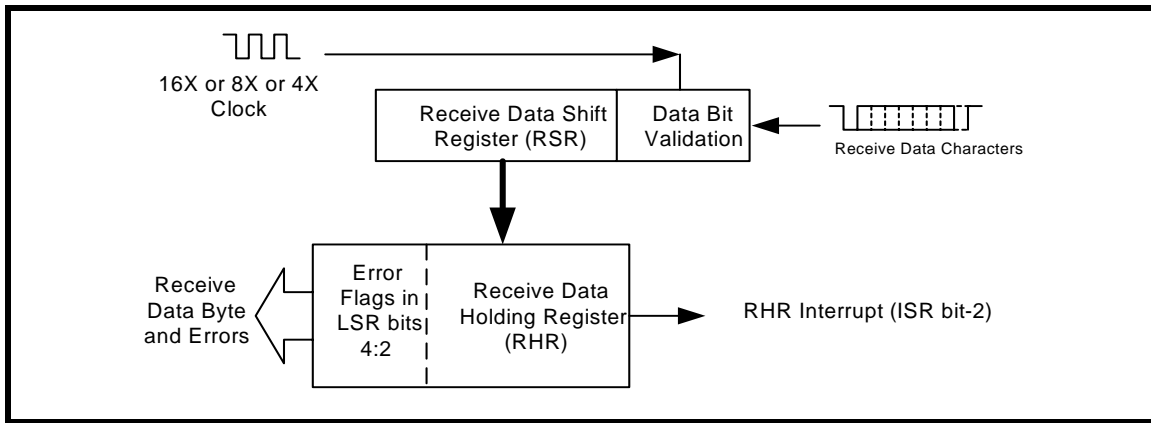 16X or 8X or 4X
Clock
Receive Data Shift
Register (RSR)
Data Bit
Validation
Receive Data Characters
Receive
Data Byte
and Errors
Error
Flags in
LSR bits
4:2
Receive Data
Holding Register
(RHR)
RHR Interrupt (ISR bit-2)